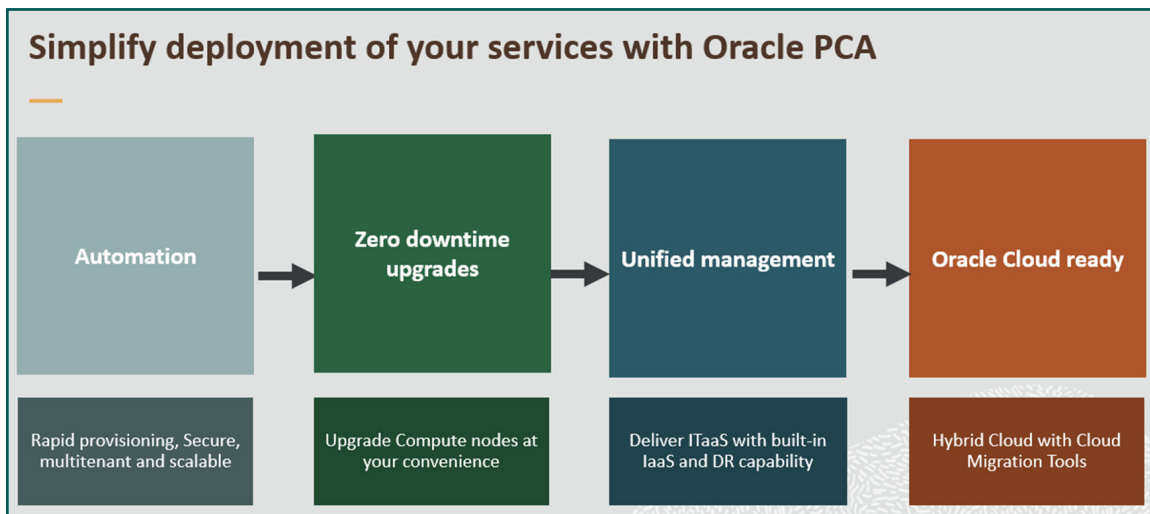 Simplify deployment of your services with Oracle PCA
Automation
Zero downtime
upgrades
Unified management
Oracle Cloud ready
Rapid provisioning, Secure,
multitenant and scalable
Upgrade Compute nodes at
your convenience
Deliver ITaaS with built-in
IaaS and DR capability
Hybrid Cloud with Cloud
Migration Tools